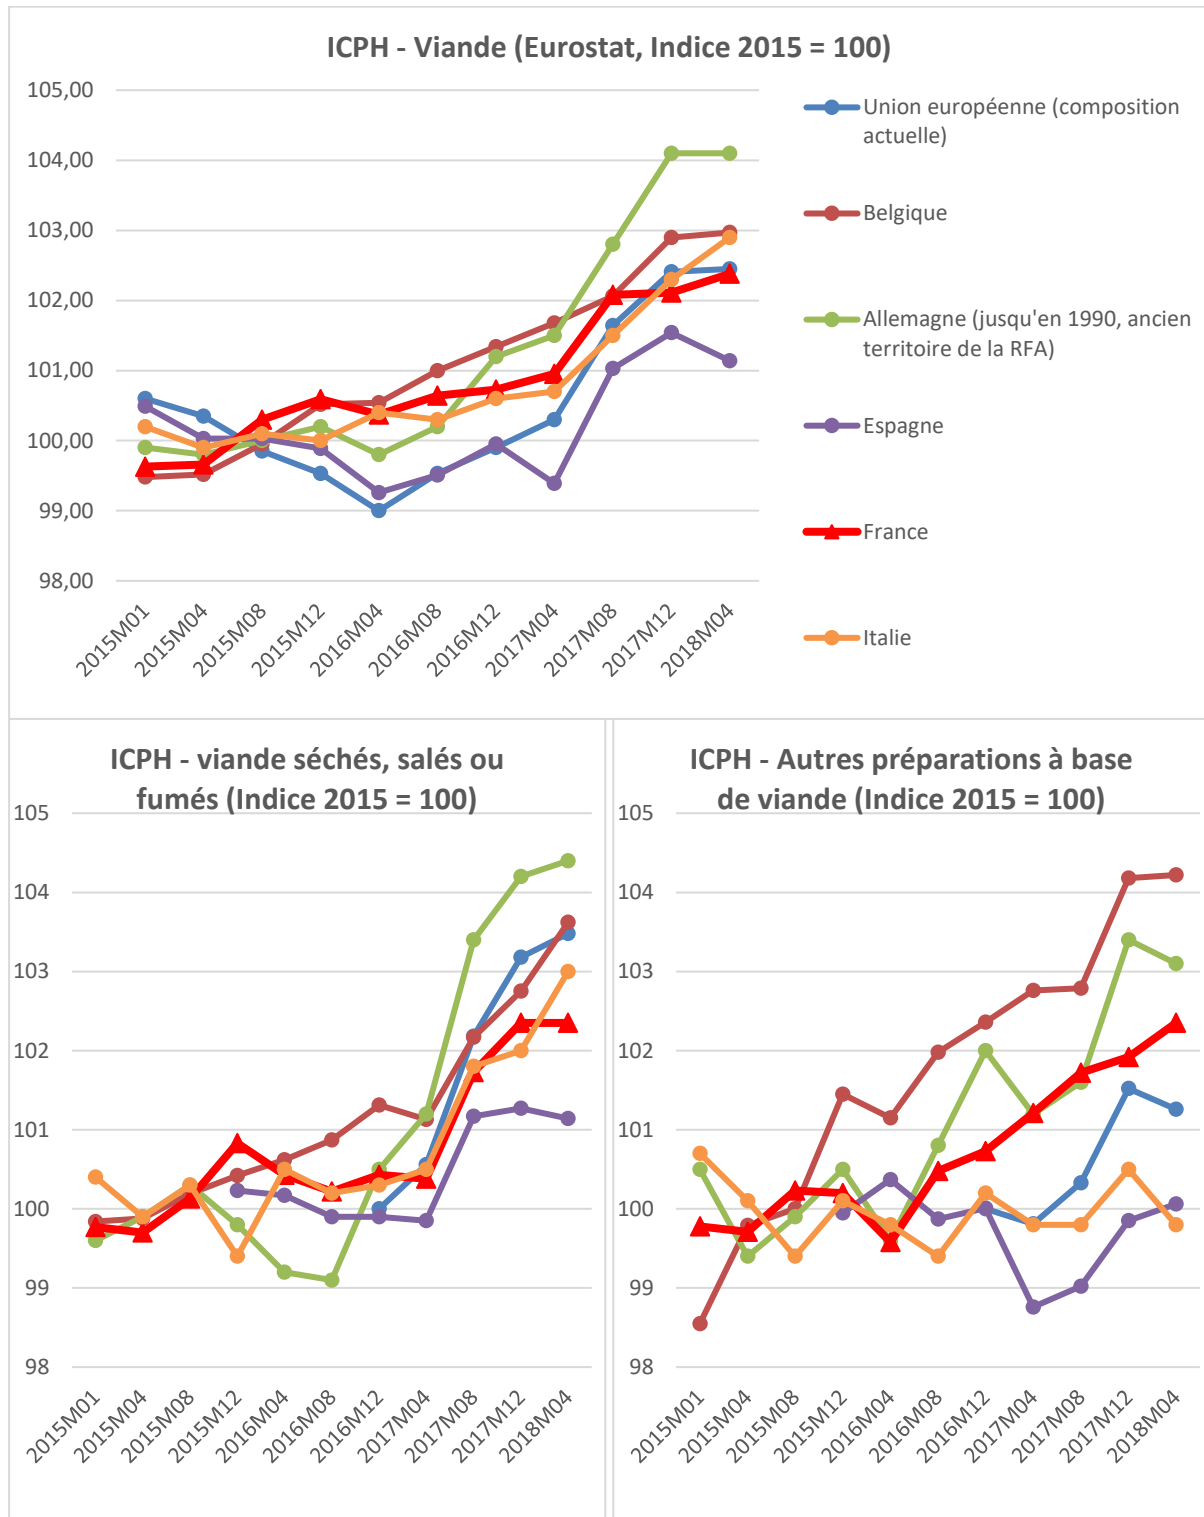 ICPH - Viande (Eurostat, Indice 2015 = 100)
105,00
104,00
103,00
102,00
101,00
100,00
99,00
98,00
2015M01
2015M04
2015M08
2015M12
2016M04
2016M08
2016M12
2017M04
2017M08
2017M12
2018M04
Union européenne (composition
actuelle)
Belgique
Allemagne (jusqu'en 1990, ancien
territoire de la RFA)
Espagne
France
Italie
ICPH - viande séchés, salés ou
fumés (Indice 2015 = 100)
105
104
103
102
101
100
99
98
2015M01
2015M04
2015M08
2015M12
2016M04
2016M08
2016M12
2017M04
2017M08
2017M12
2018M04
ICPH - Autres préparations à base
de viande (Indice 2015 = 100)
105
104
103
102
101
100
99
98
2015M01
2015M04
2015M08
2015M12
2016M04
2016M08
2016M12
2017M04
2017M08
2017M12
2018M04